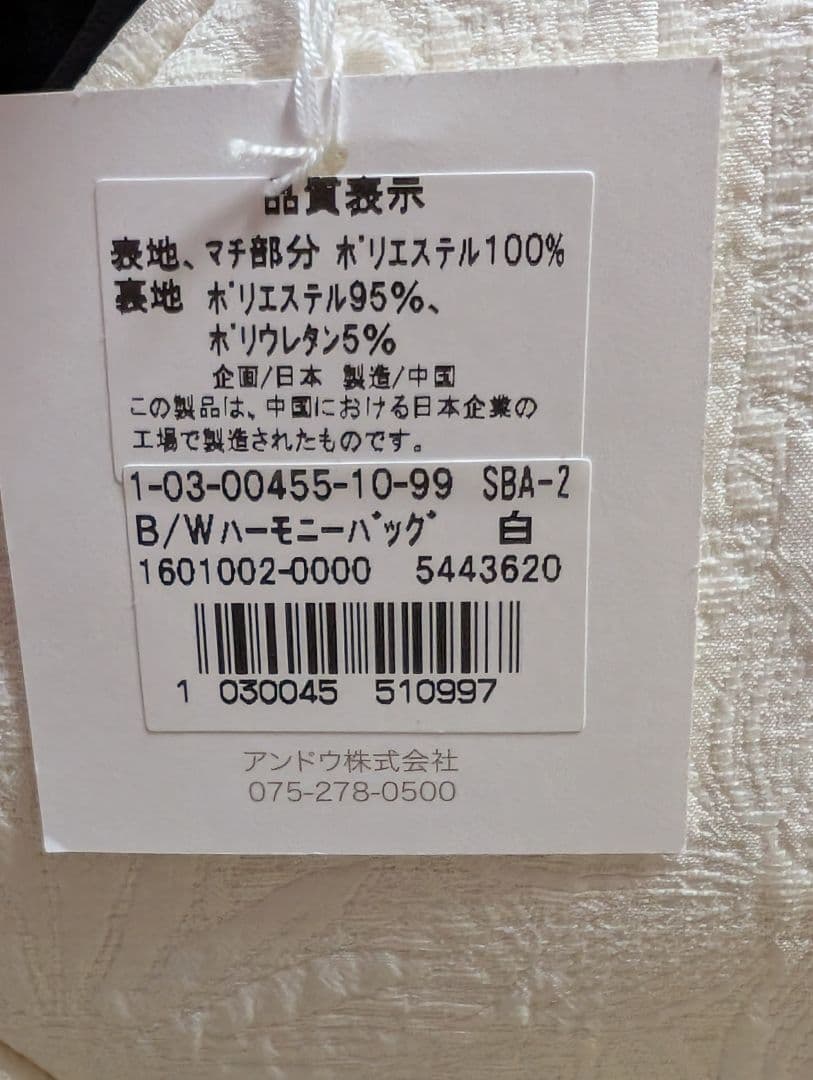 品質表示
表地、マチ部分 ポリエステル100%
裏地 ポリエステル95%、
ポリウレタン5%
企画/日本 製造/中国
この製品は、中国における日本企業の
工場で製造されたものです。
1-03-00455-10-99 SBA-2
B/Wハーモニーバッグ 白
1601002-0000 5443620
1 030045 510997
アンドウ株式会社
075-278-0500